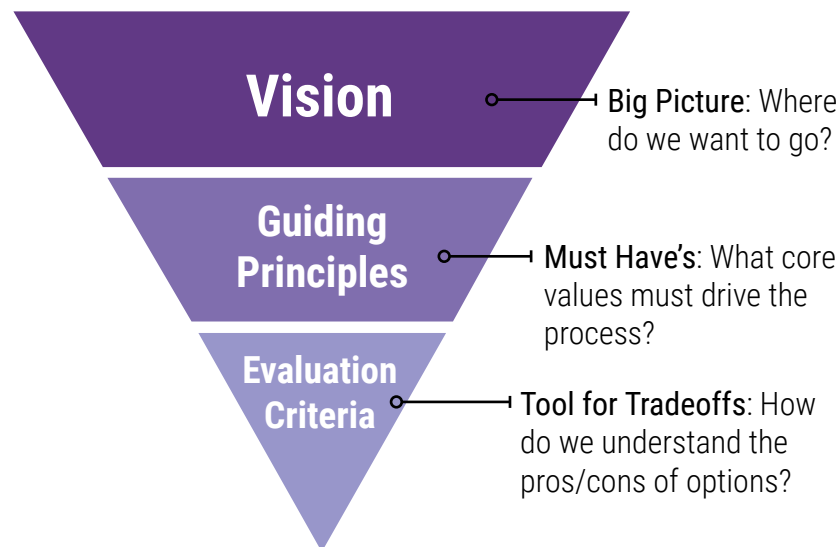 Vision
Big Picture: Where
do we want to go?
Guiding
Principles
Must Have's: What core
values must drive the
process?
Evaluation
Criteria
Tool for Tradeoffs: How
do we understand the
pros/cons of options?